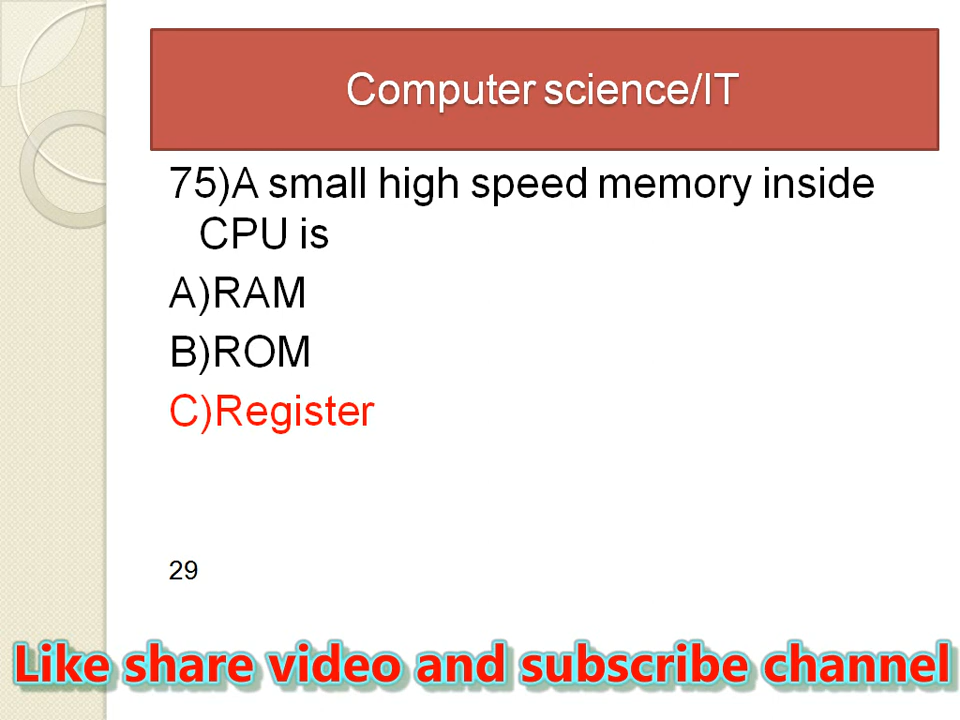 Computer science/IT
75)A small high speed memory inside
CPU is
A)RAM
B)ROM
C)Register
29
Like share video and subscribe channel